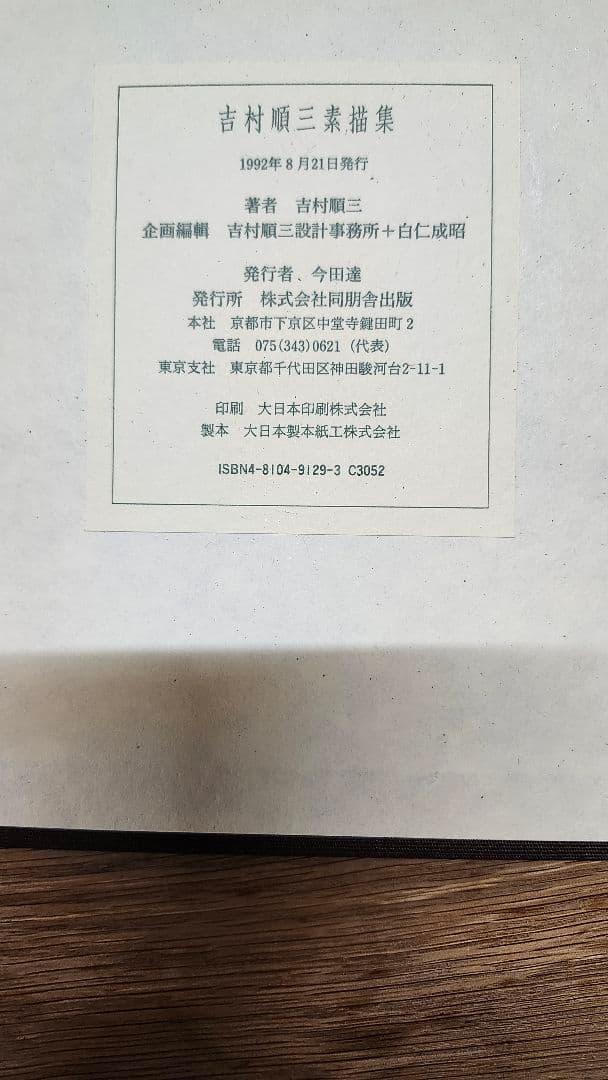 吉村順三素描集
1992年8月21日発行
著者　吉村順三
企画編輯　吉村順三設計事務所＋白仁成昭
発行者、今田達
発行所　株式会社同朋舎出版
本社　京都市下京区中堂寺鍵田町2
電話　075(343)0621（代表）
東京支社　東京都千代田区神田駿河台2-11-1
印刷　大日本印刷株式会社
製本　大日本製本紙工株式会社
ISBN4-8104-9129-3 C3052